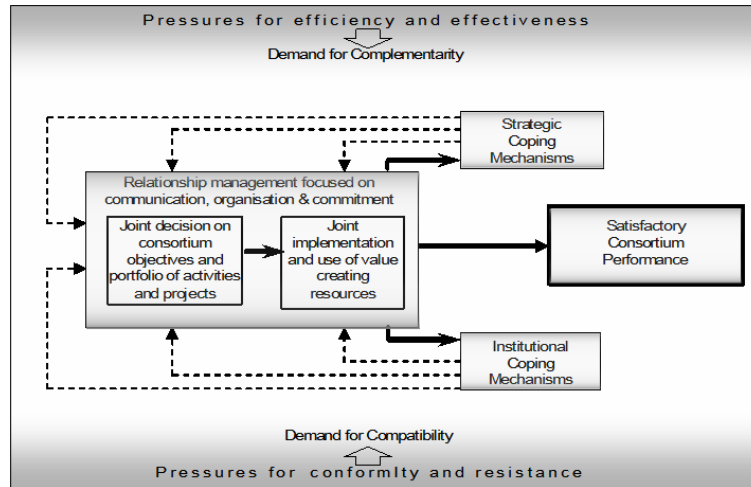 Pressures for efficiency and effectiveness
Demand for Complementarity
Strategic
Coping
Mechanisms
Relationship management focused on
communication, organisation & commitment
Joint decision on
consortium
objectives and
portfolio of activities
and projects
Joint
implementation
and use of value
creating
resources
Satisfactory
Consortium
Performance
Institutional
Coping
Mechanisms
Demand for Compatibility
Pressures for conformIty and resistance